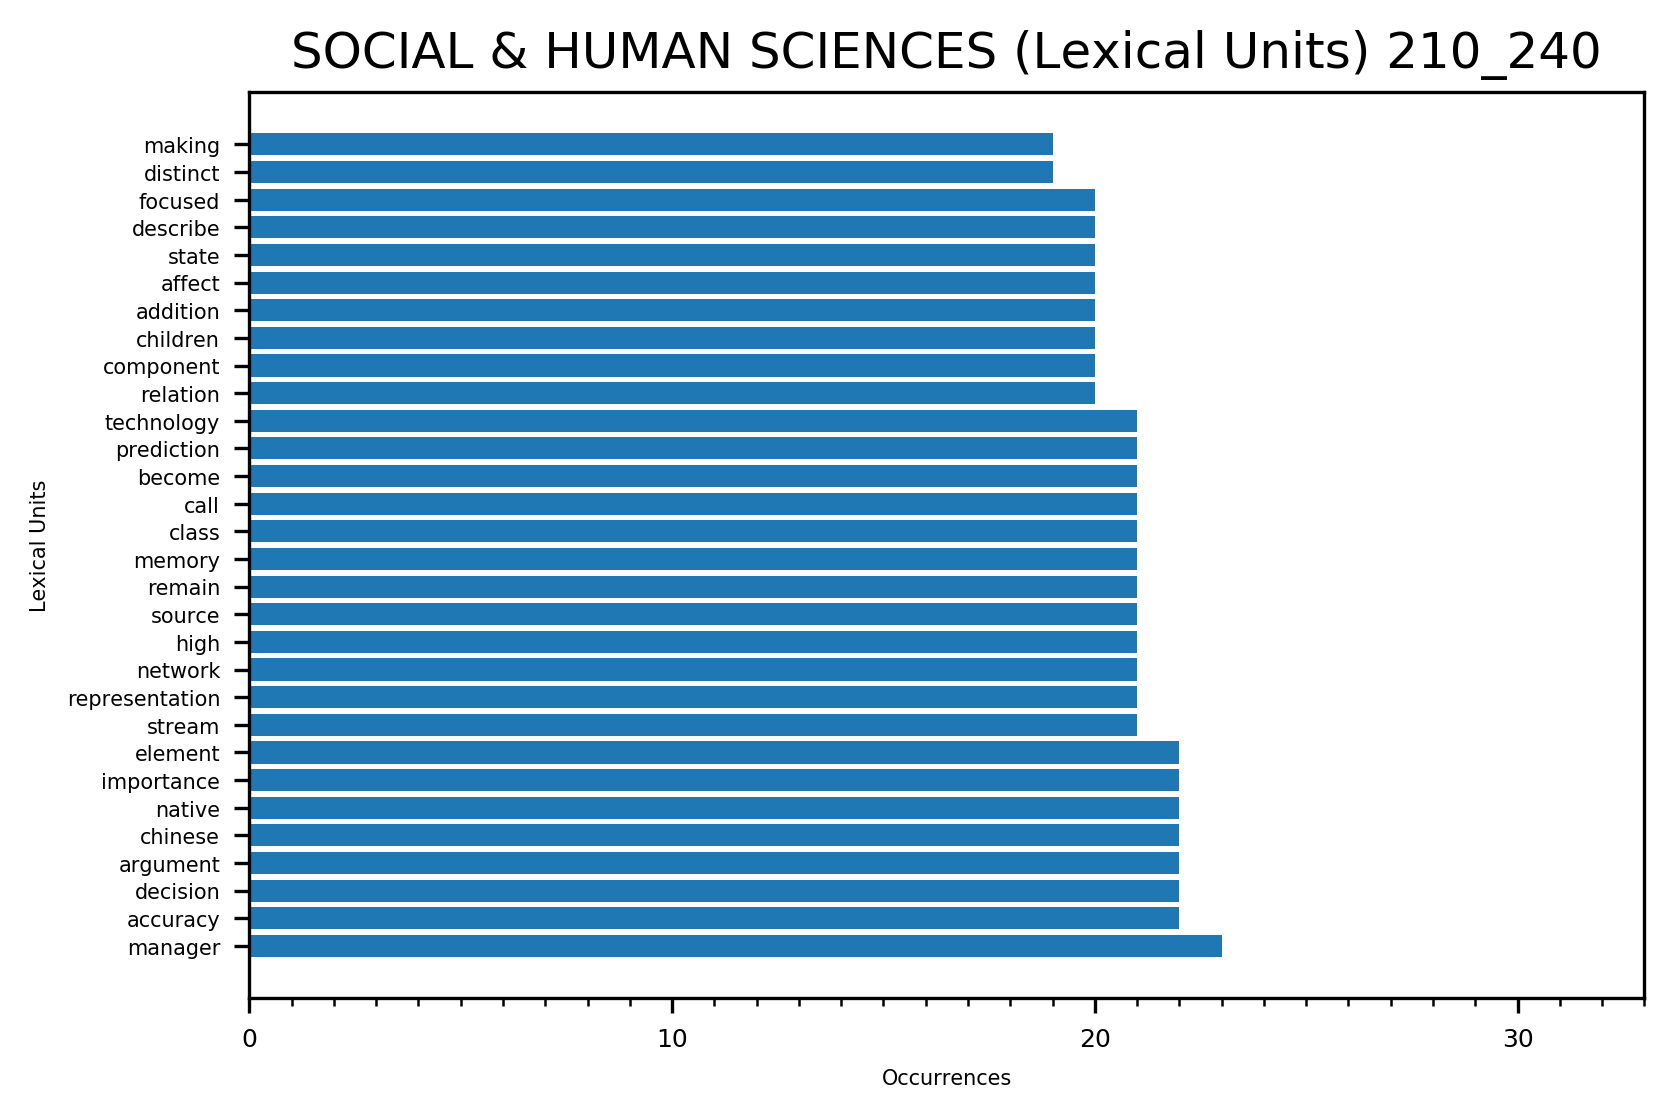 SOCIAL & HUMAN SCIENCES (Lexical Units) 210_240
making
distinct
focused
describe
state
affect
addition
children
component
relation
technology
prediction
become
call
class
memory
remain
source
high
network
representation
stream
element
importance
native
chinese
argument
decision
accuracy
manager
Lexical Units
0 10 20 30
Occurrences